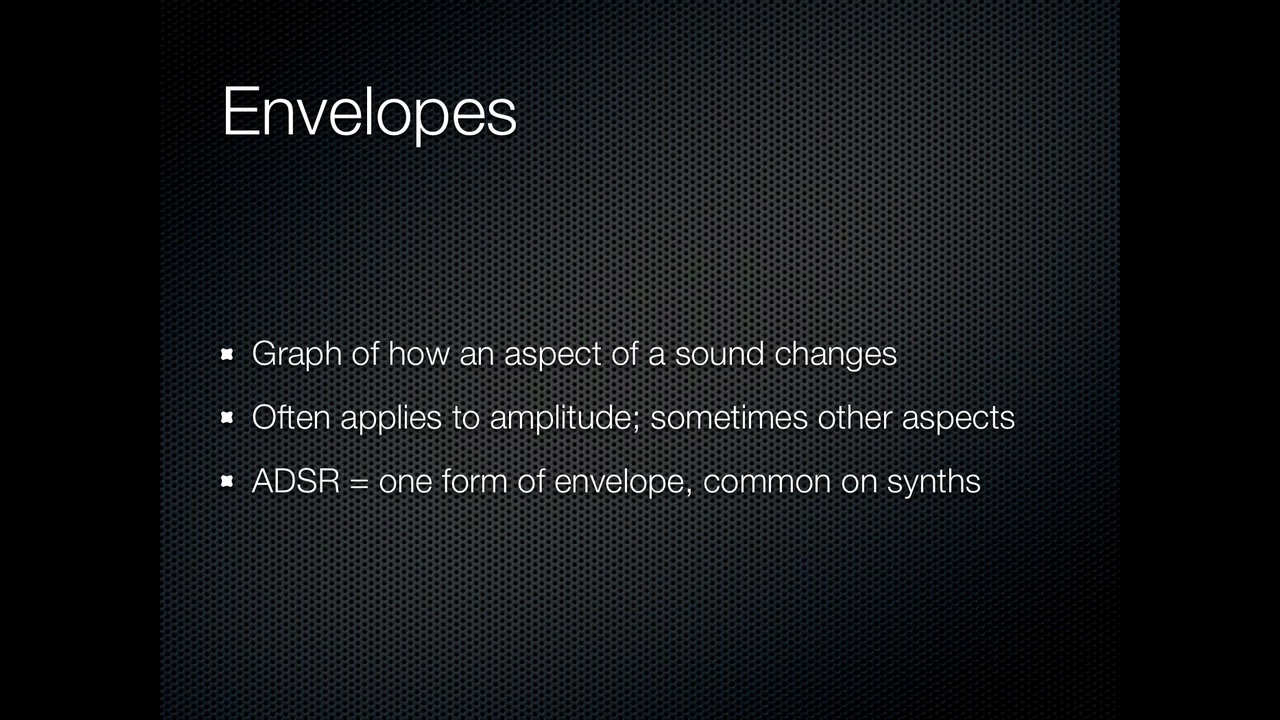 Envelopes
Graph of how an aspect of a sound changes
Often applies to amplitude; sometimes other aspects
ADSR = one form of envelope, common on synths